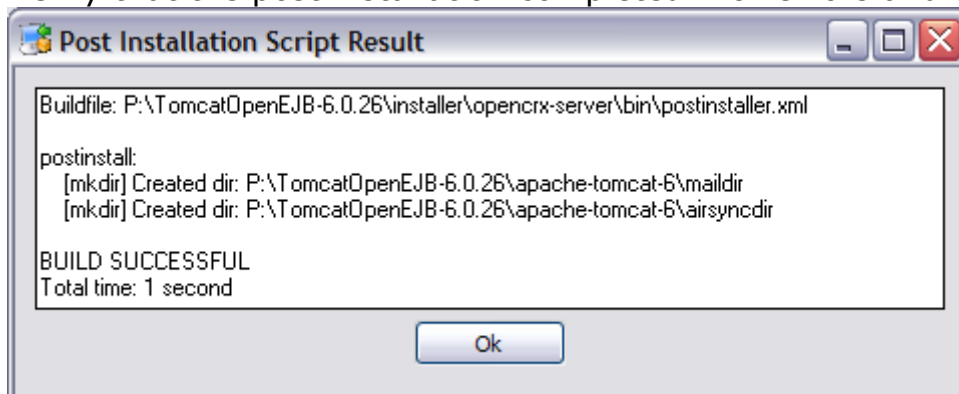 Post Installation Script Result
Buildfile: P:\TomcatOpenEJB-6.0.26\installer\opencrx-server\bin\postinstaller.xml
postinstall:
[mkdir] Created dir: P:\TomcatOpenEJB-6.0.26\apache-tomcat-6\maildir
[mkdir] Created dir: P:\TomcatOpenEJB-6.0.26\apache-tomcat-6\airsyncdir
BUILD SUCCESSFUL
Total time: 1 second
Ok